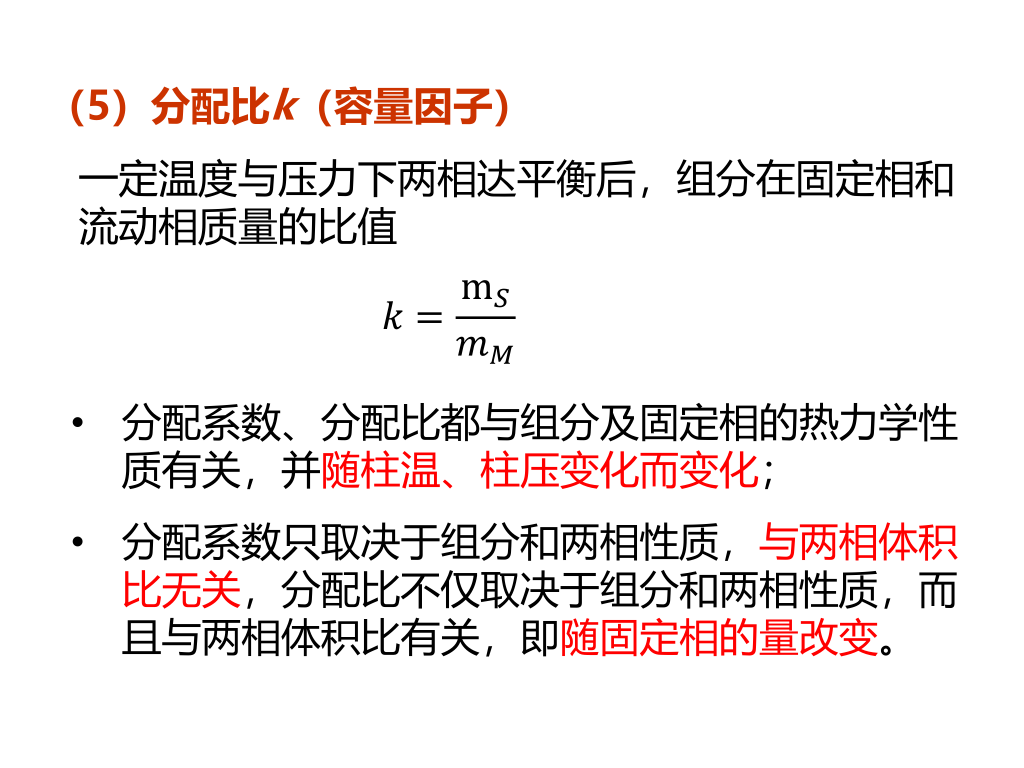 （5）分配比k（容量因子）
一定温度与压力下两相达平衡后，组分在固定相和
流动相质量的比值
k = m_S / m_M
• 分配系数、分配比都与组分及固定相的热力学性
质有关，并随柱温、柱压变化而变化；
• 分配系数只取决于组分和两相性质，与两相体积
比无关，分配比不仅取决于组分和两相性质，而
且与两相体积比有关，即随固定相的量改变。